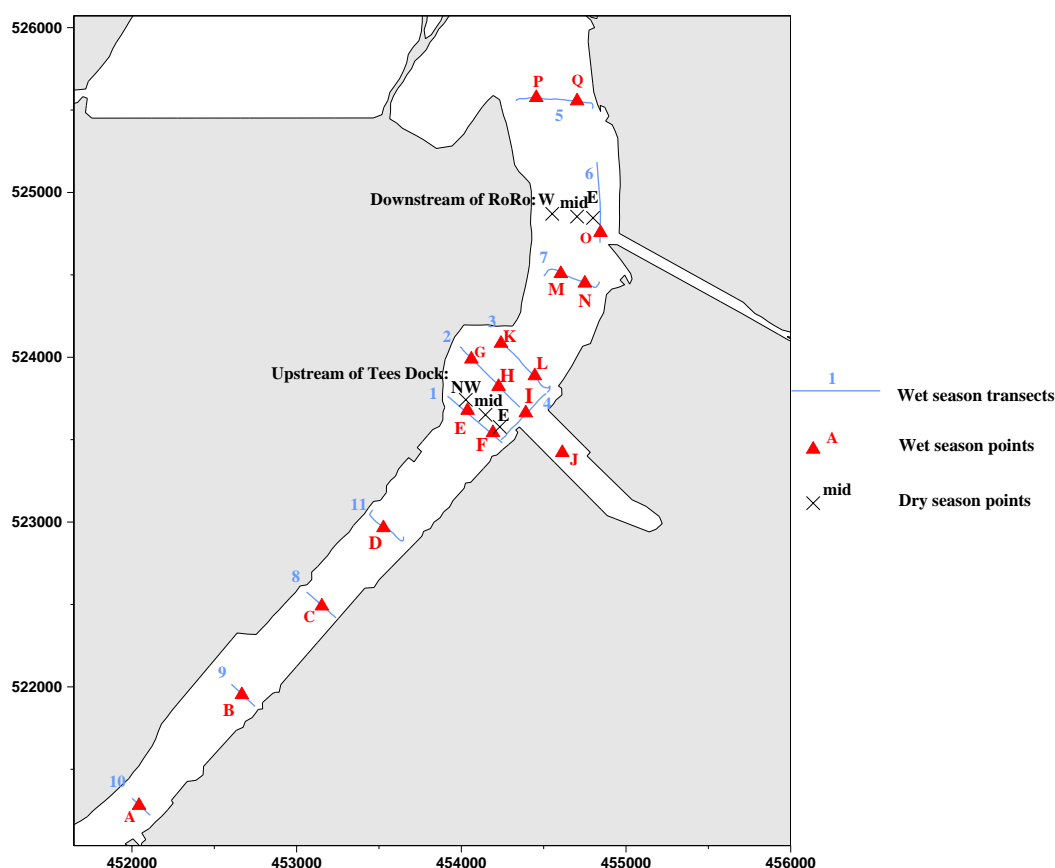 526000
P
Q
5
525000
6
Downstream of RoRo: W mid E
O
7
M
N
524000
3
K
2
G
L
Upstream of Tees Dock:
H
NW
1
mid
I
E
4
E
F
J
1
Wet season transects
A
Wet season points
mid
Dry season points
523000
11
D
8
C
522000
9
B
10
A
452000
453000
454000
455000
456000